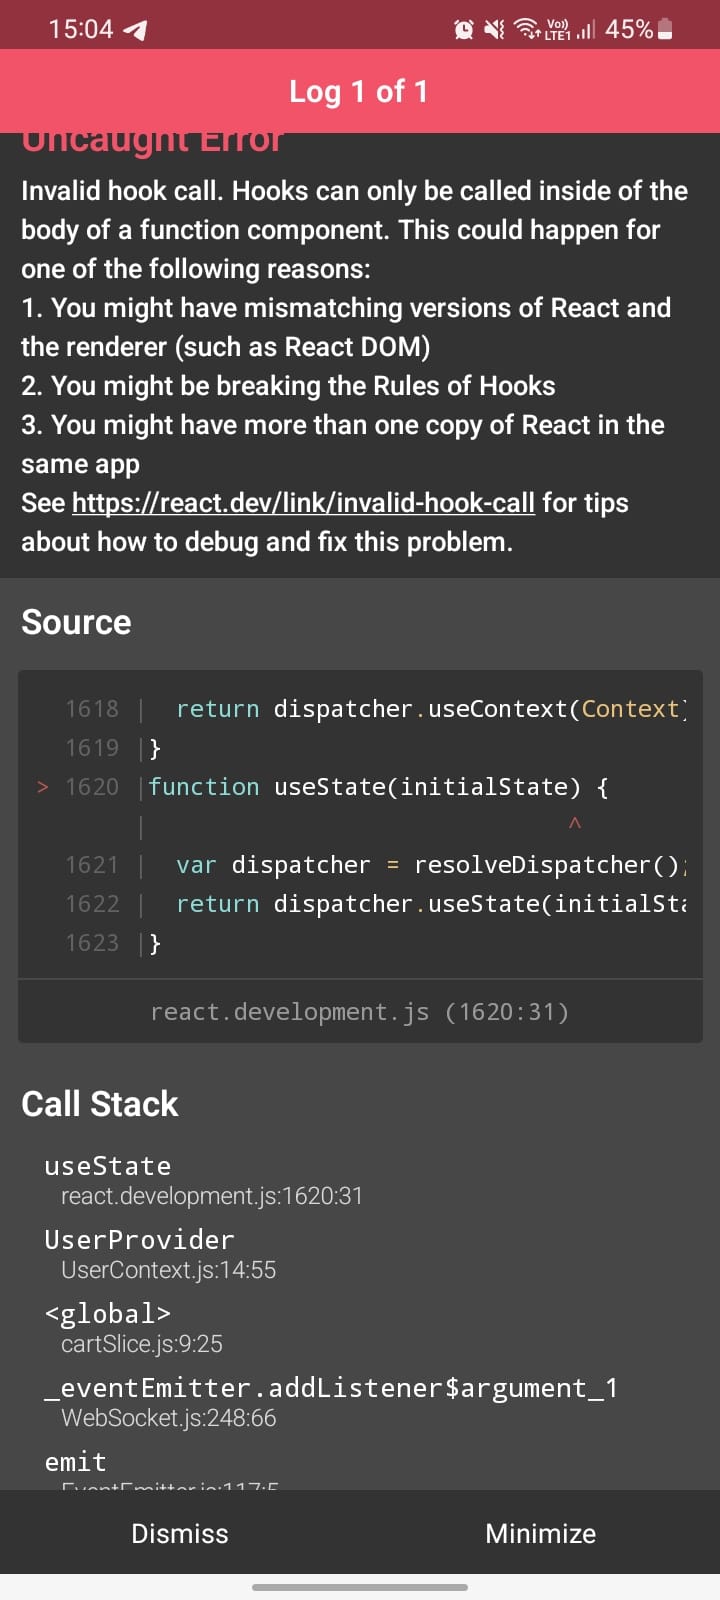 15:04
Vo)) LTE1 45%
Log 1 of 1
Uncaught Error
Invalid hook call. Hooks can only be called inside of the
body of a function component. This could happen for
one of the following reasons:
1. You might have mismatching versions of React and
the renderer (such as React DOM)
2. You might be breaking the Rules of Hooks
3. You might have more than one copy of React in the
same app
See https://react.dev/link/invalid-hook-call for tips
about how to debug and fix this problem.
Source
1618 |   return dispatcher.useContext(Context)
1619 |}
> 1620 |function useState(initialState) {
|                               ^
1621 |   var dispatcher = resolveDispatcher();
1622 |   return dispatcher.useState(initialSta
1623 |}
react.development.js (1620:31)
Call Stack
useState
react.development.js:1620:31
UserProvider
UserContext.js:14:55
<global>
cartSlice.js:9:25
_eventEmitter.addListener$argument_1
WebSocket.js:248:66
emit
EventEmitter.js:117:5
Dismiss
Minimize